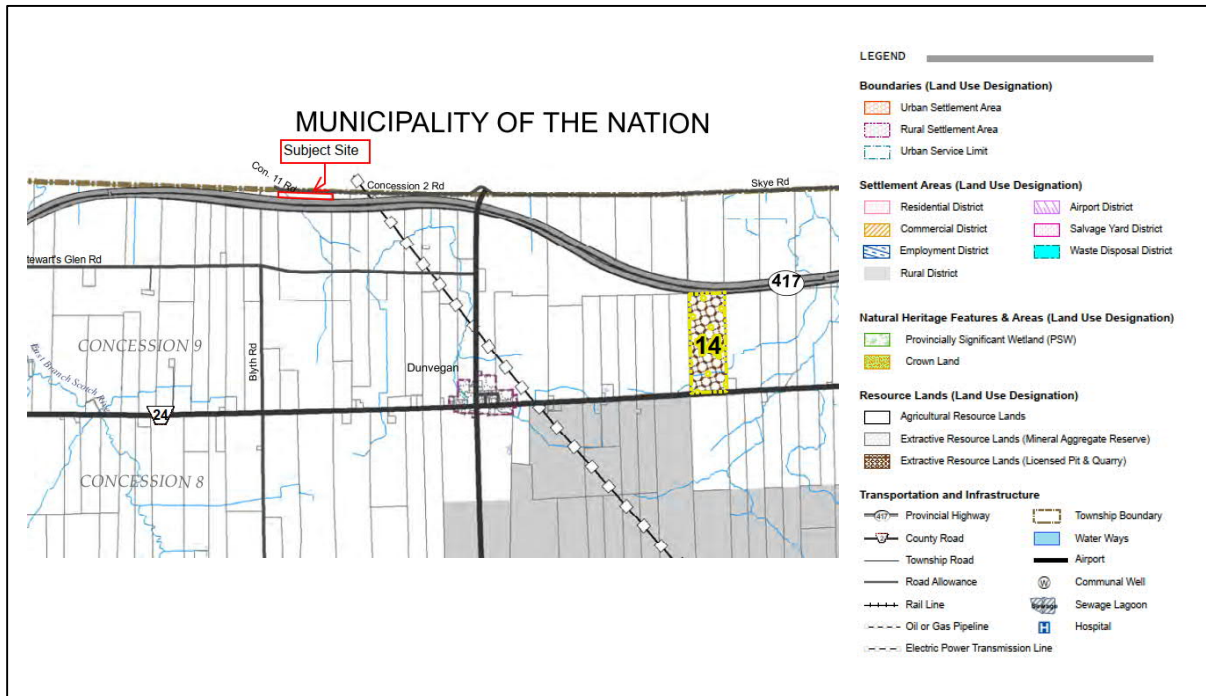 MUNICIPALITY OF THE NATION
Subject Site
Con. 11 Rd
Concession 2 Rd
Skye Rd
tewart's Glen Rd
417
CONCESSION 9
Blyth Rd
Dunvegan
14
East Branch Scotch River
24
CONCESSION 8
LEGEND
Boundaries (Land Use Designation)
Urban Settlement Area
Rural Settlement Area
Urban Service Limit
Settlement Areas (Land Use Designation)
Residential District
Airport District
Commercial District
Salvage Yard District
Employment District
Waste Disposal District
Rural District
Natural Heritage Features & Areas (Land Use Designation)
Provincially Significant Wetland (PSW)
Crown Land
Resource Lands (Land Use Designation)
Agricultural Resource Lands
Extractive Resource Lands (Mineral Aggregate Reserve)
Extractive Resource Lands (Licensed Pit & Quarry)
Transportation and Infrastructure
417 Provincial Highway
Township Boundary
County Road
Water Ways
Township Road
Airport
Road Allowance
W Communal Well
Rail Line
Sewage Sewage Lagoon
Oil or Gas Pipeline
H Hospital
Electric Power Transmission Line